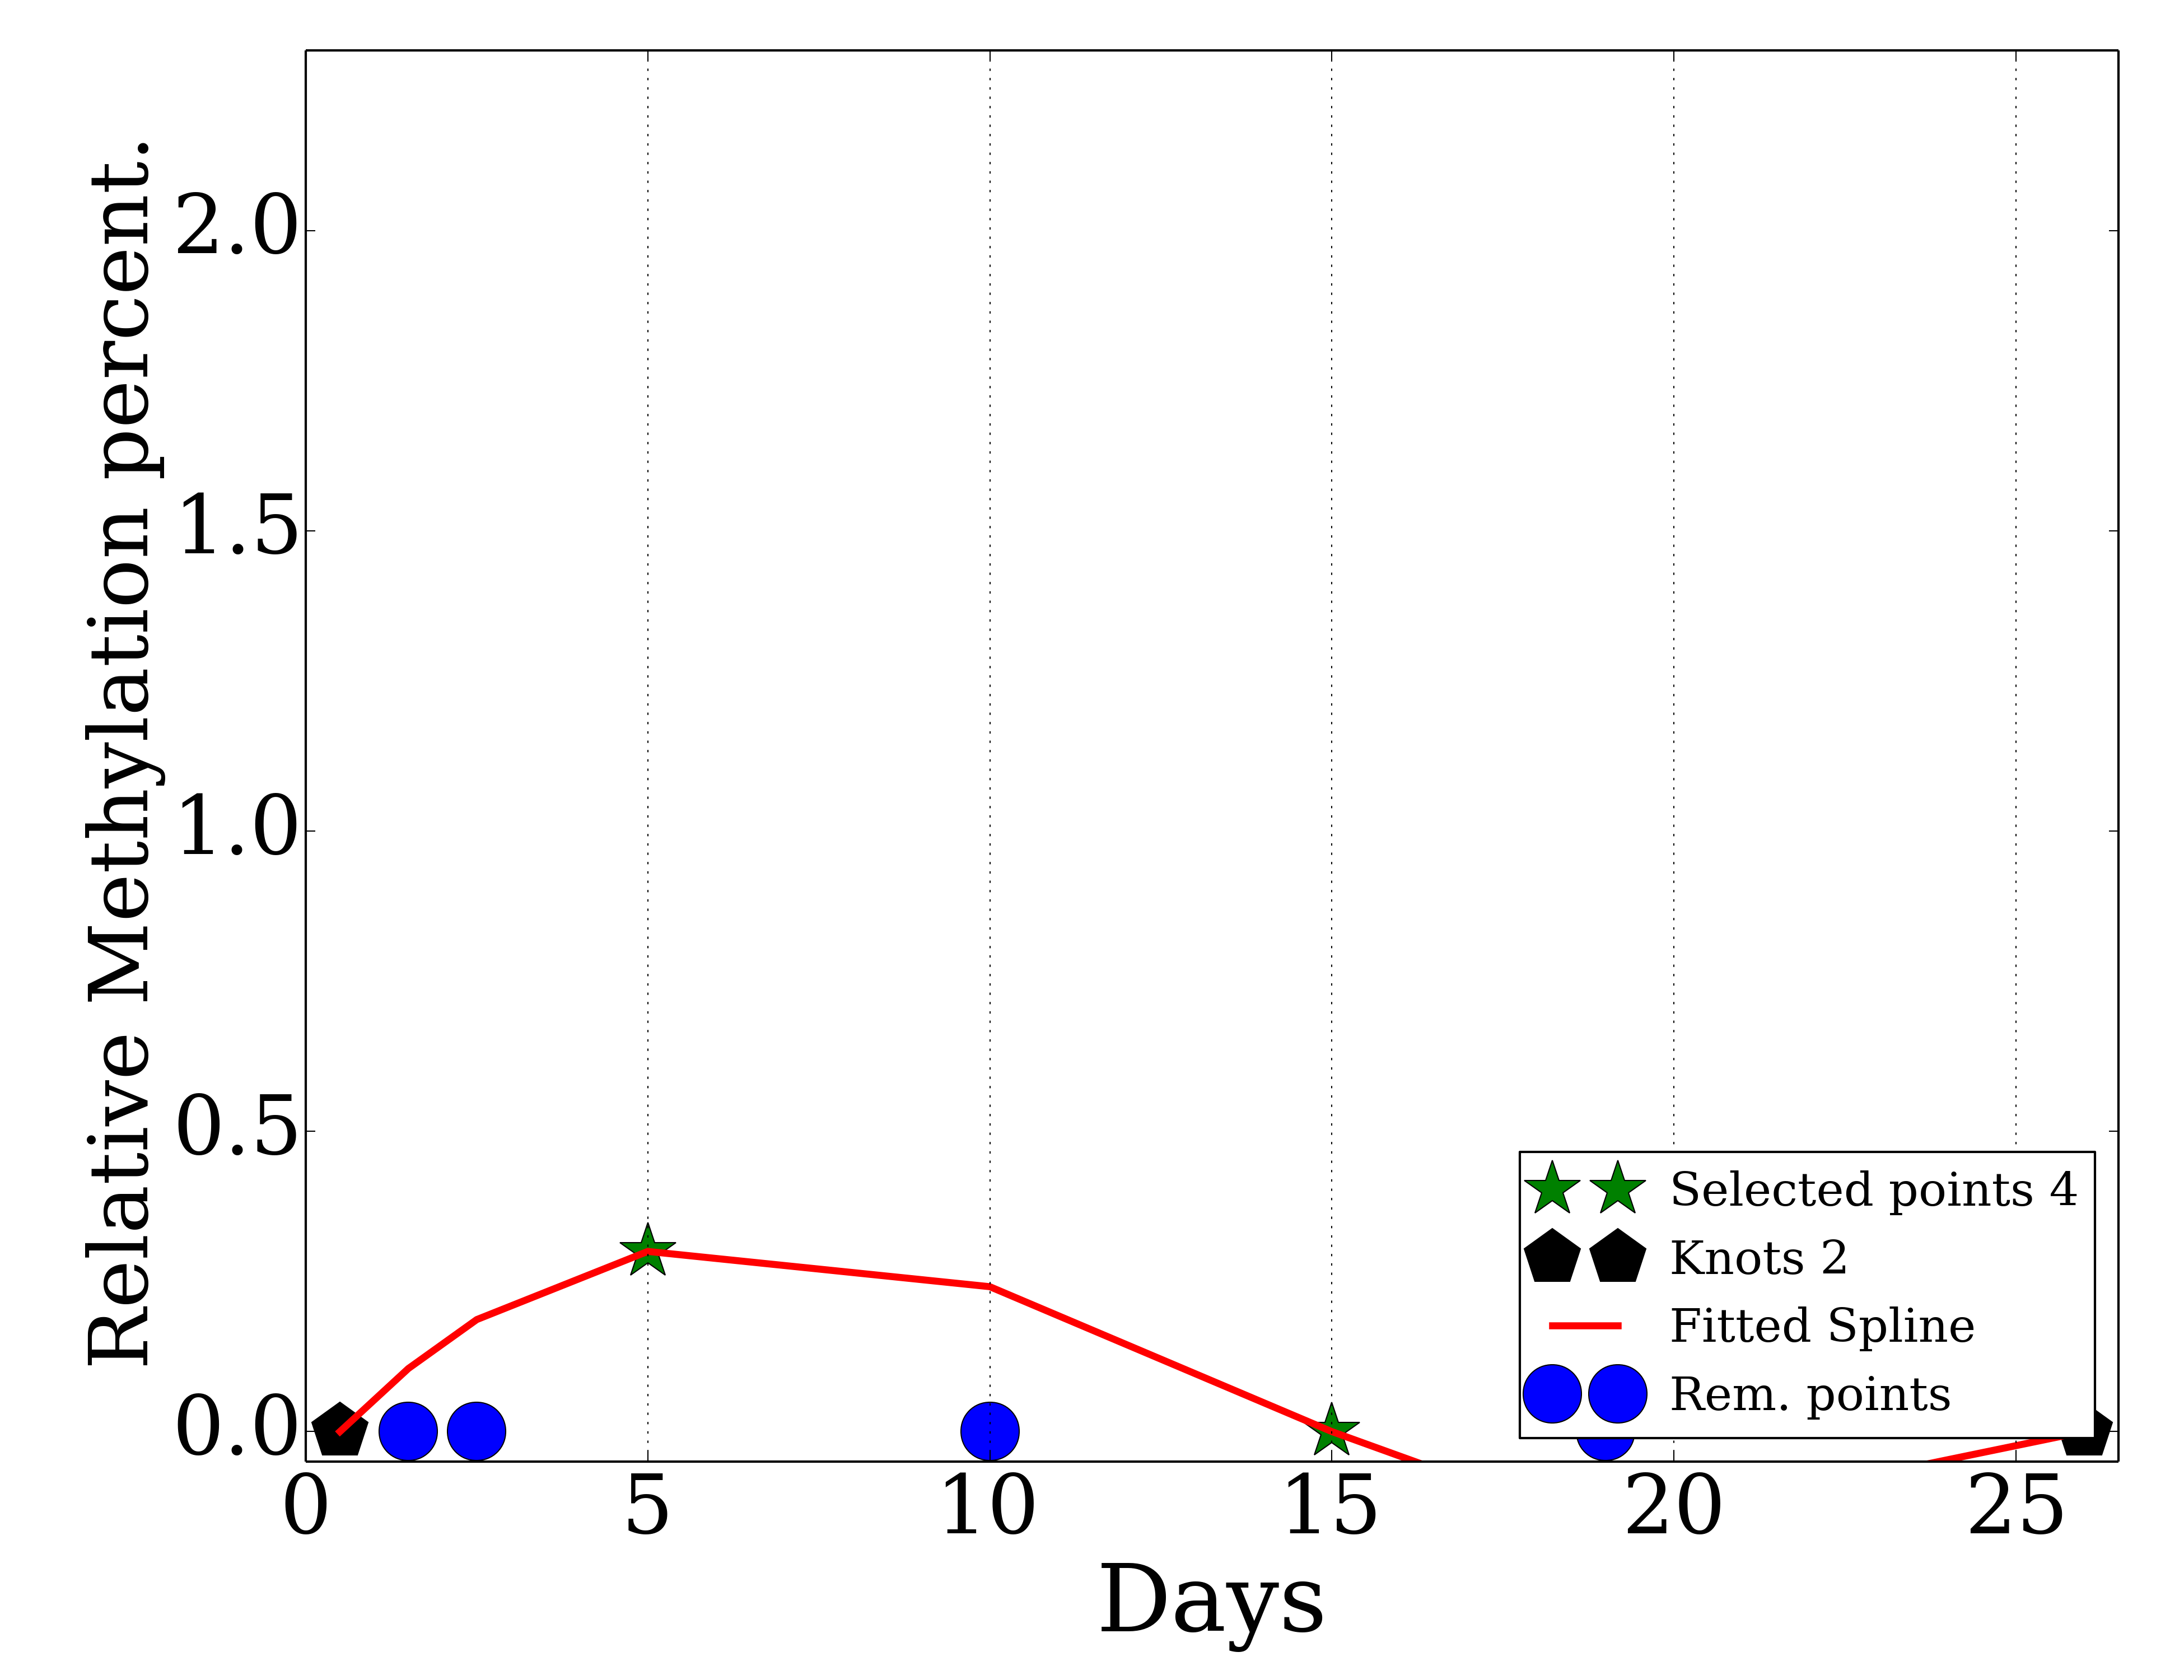 Relative Methylation percent.
2.0
1.5
1.0
0.5
0.0
0 5 10 15 20 25
Days
Selected points 4
Knots 2
Fitted Spline
Rem. points